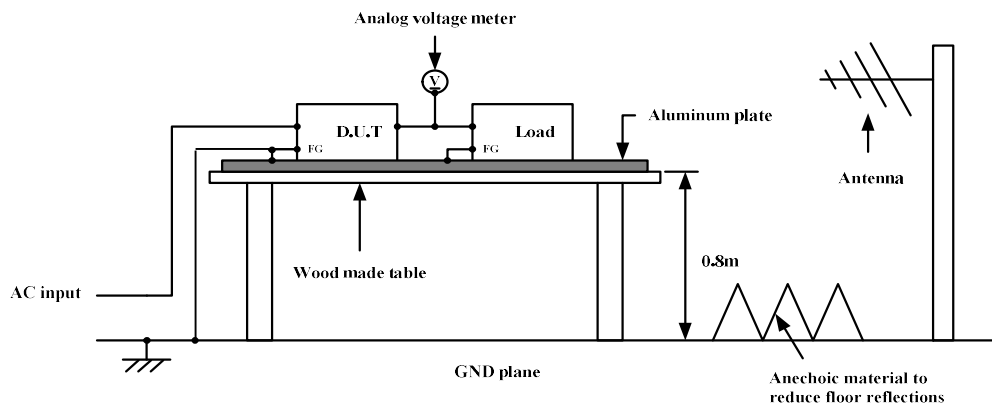 Analog voltage meter
V
D.U.T
Load
FG
FG
Aluminum plate
Antenna
Wood made table
0.8m
AC input
GND plane
Anechoic material to
reduce floor reflections